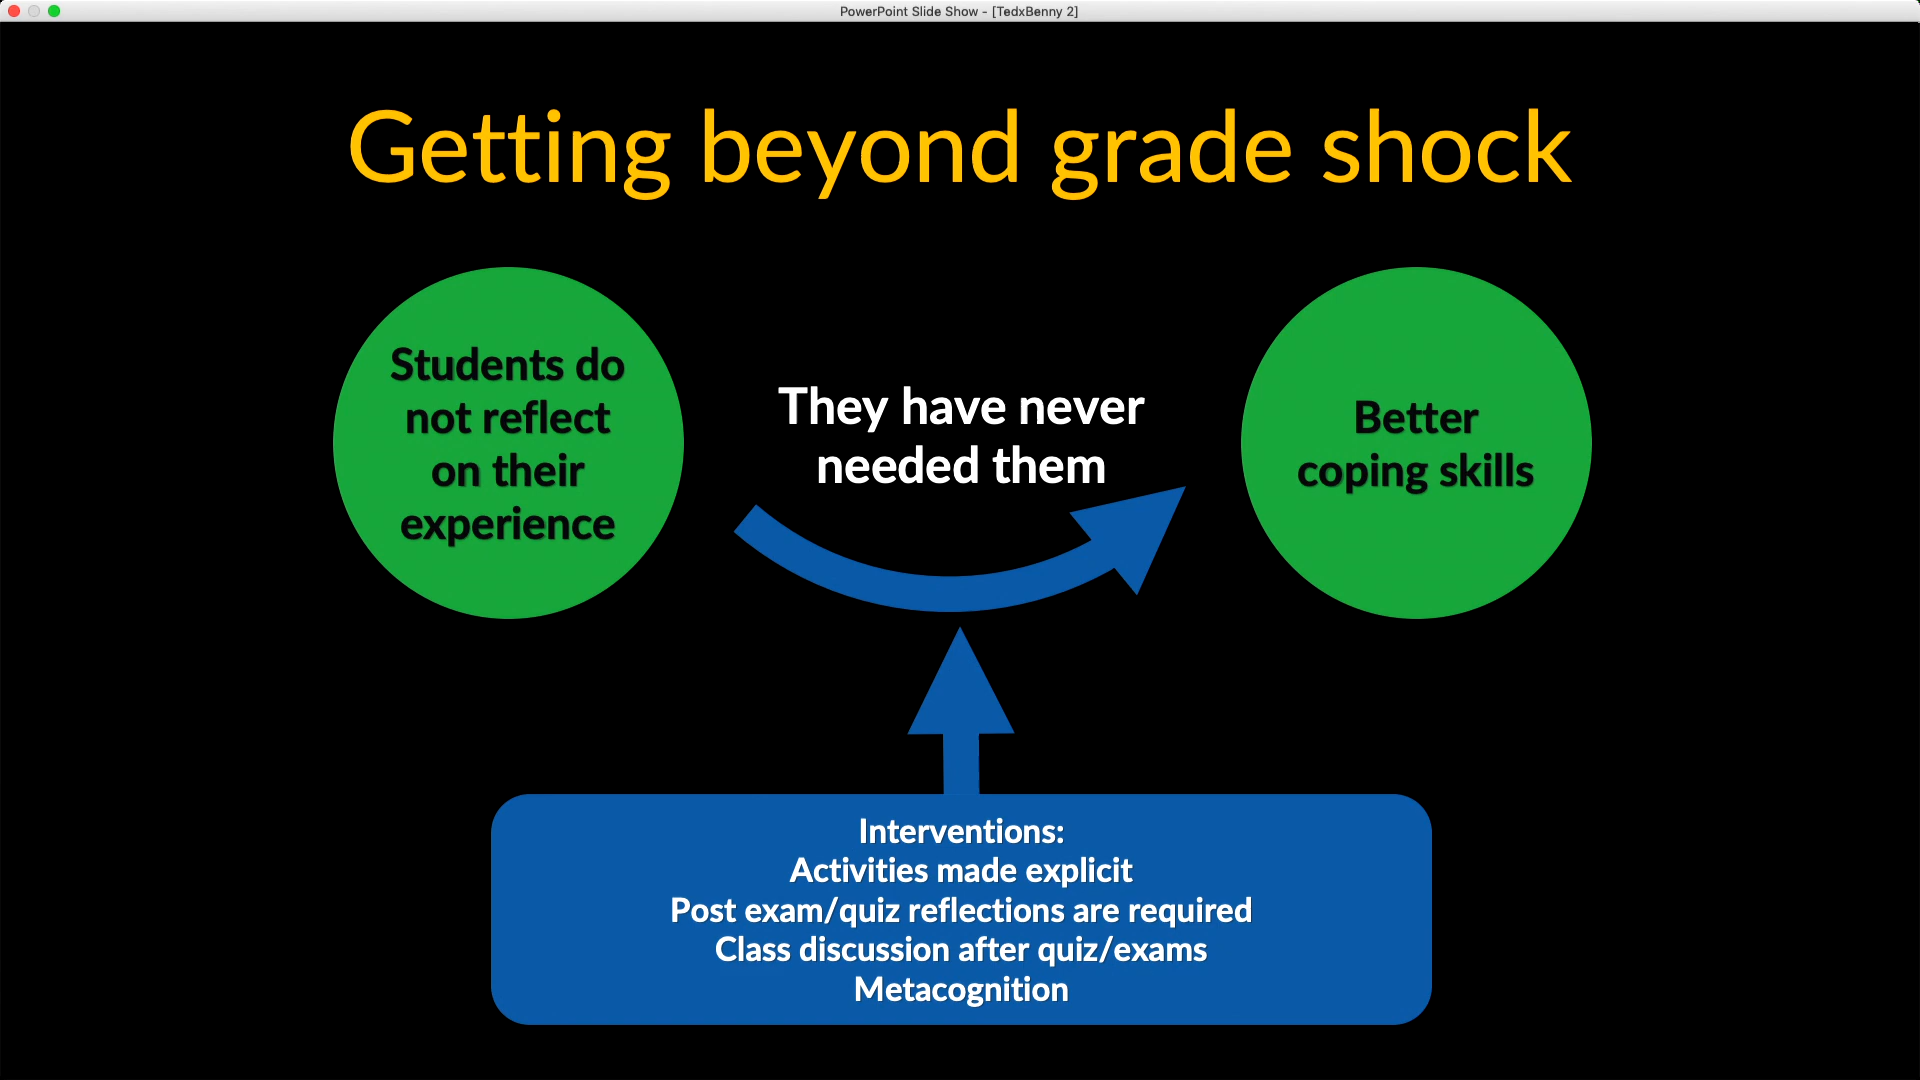 PowerPoint Slide Show - [TedxBenny 2]
Getting beyond grade shock
Students do
not reflect
on their
experience
They have never
needed them
Better
coping skills
Interventions:
Activities made explicit
Post exam/quiz reflections are required
Class discussion after quiz/exams
Metacognition